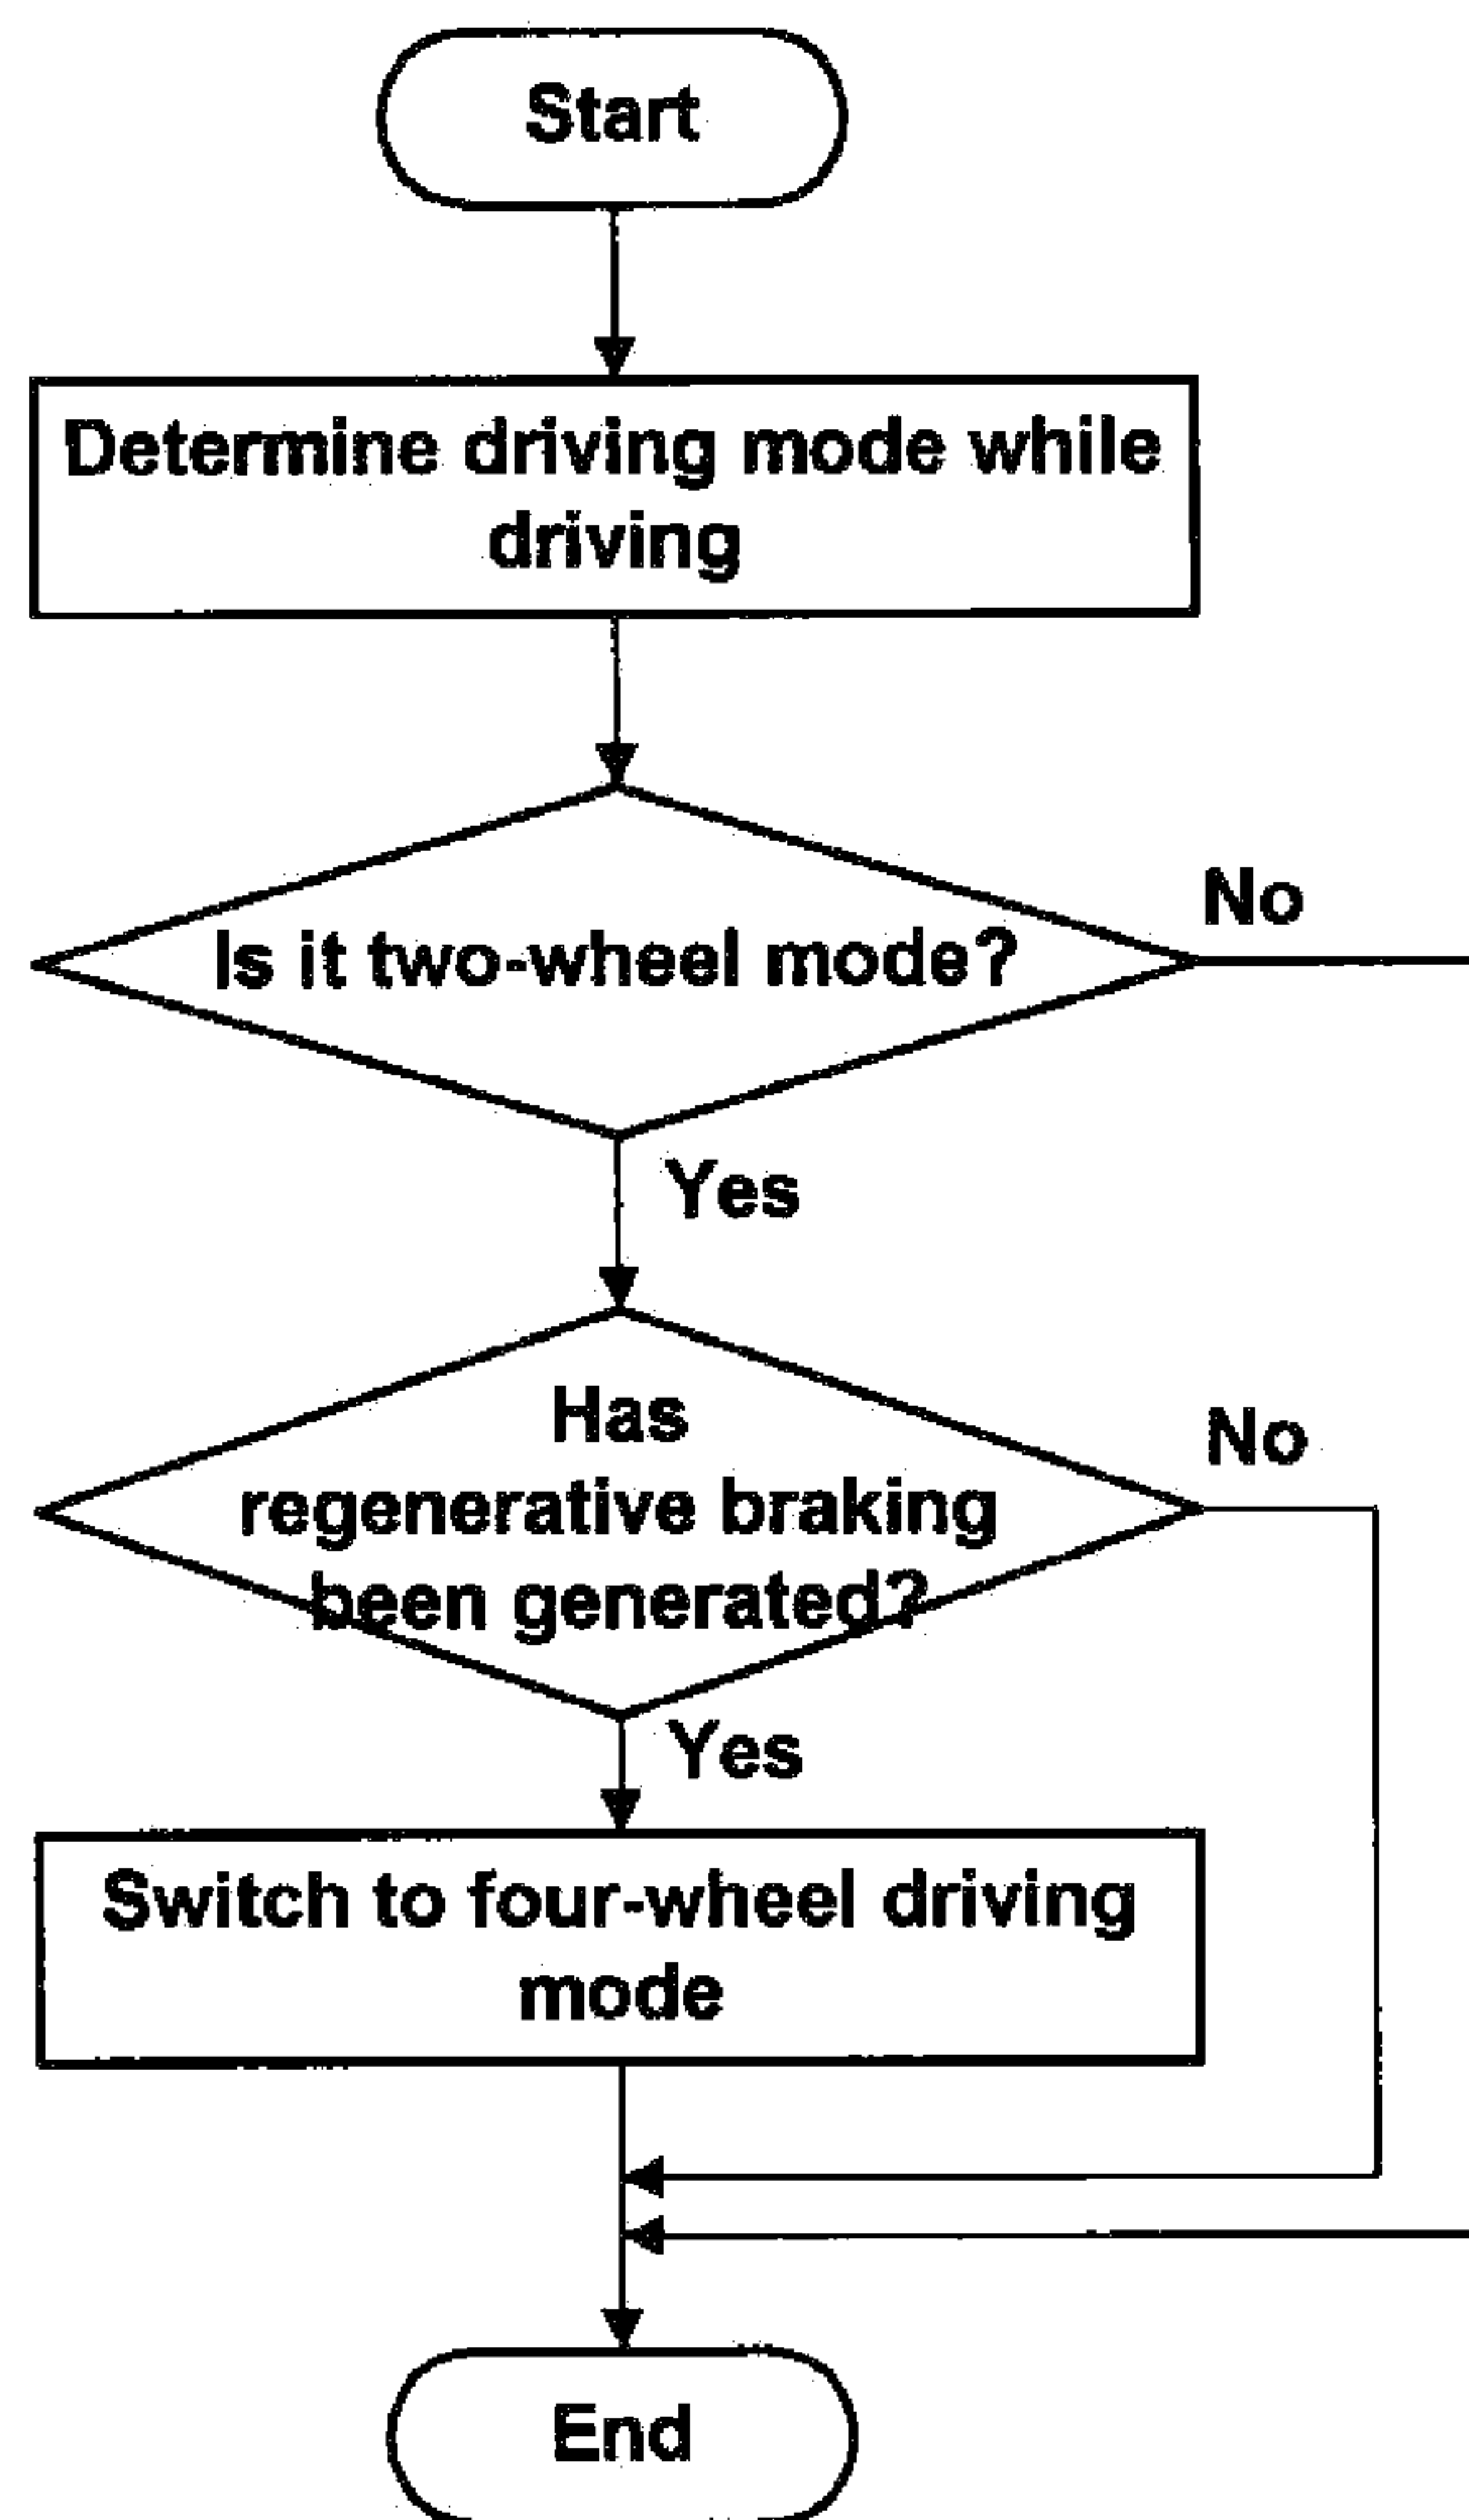 Start
Determine driving mode while
driving
Is it two-wheel mode?
No
Yes
Has
regenerative braking
been generated?
No
Yes
Switch to four-wheel driving
mode
End